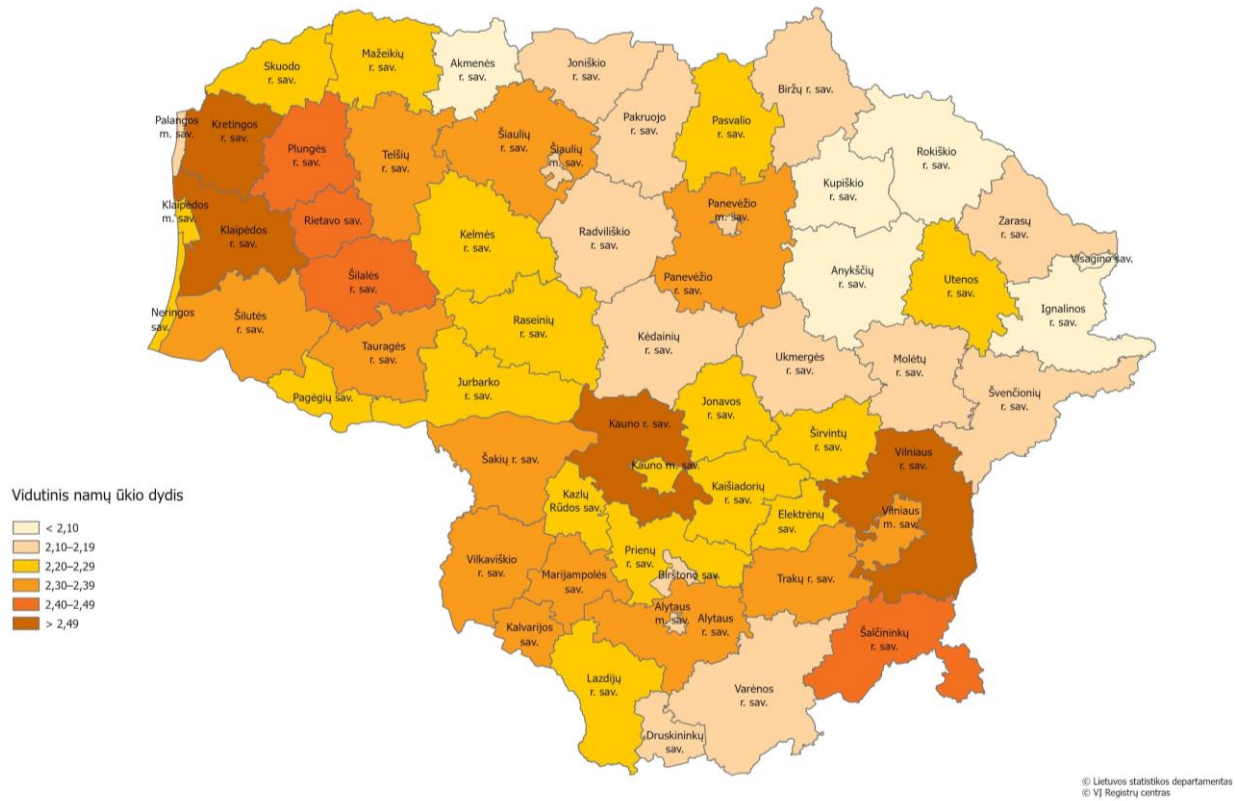 Skuodo
r. sav.
Mažeikių
r. sav.
Akmenės
r. sav.
Joniškio
r. sav.
Biržų r. sav.
Palangos
m. sav.
Kretingos
r. sav.
Plungės
r. sav.
Telšių
r. sav.
Šiaulių
r. sav.
Šiaulių
m. sav.
Pakruojo
r. sav.
Pasvalio
r. sav.
Rokiškio
r. sav.
Kupiškio
r. sav.
Klaipėdos
m. sav.
Klaipėdos
r. sav.
Rietavo sav.
Kelmės
r. sav.
Radviliškio
r. sav.
Panevėžio
m. sav.
Zarasų
r. sav.
Šilalės
r. sav.
Panevėžio
r. sav.
Anykščių
r. sav.
Utenos
r. sav.
Visagino sav.
Ignalinos
r. sav.
Neringos
sav.
Šilutės
r. sav.
Tauragės
r. sav.
Raseinių
r. sav.
Kėdainių
r. sav.
Ukmergės
r. sav.
Molėtų
r. sav.
Švenčionių
r. sav.
Pagėgių sav.
Jurbarko
r. sav.
Jonavos
r. sav.
Kauno r. sav.
Širvintų
r. sav.
Vilniaus
r. sav.
Šakių r. sav.
Kauno m. sav.
Kaišiadorių
r. sav.
Kazlų
Rūdos sav.
Elektrėnų
sav.
Vilniaus
m. sav.
Vilkaviškio
r. sav.
Marijampolės
sav.
Prienų
r. sav.
Birštono sav.
Trakų r. sav.
Kalvarijos
sav.
Alytaus
m. sav.
Alytaus
r. sav.
Šalčininkų
r. sav.
Lazdijų
r. sav.
Varėnos
r. sav.
Druskininkų
sav.
Vidutinis namų ūkio dydis
< 2,10
2,10–2,19
2,20–2,29
2,30–2,39
2,40–2,49
> 2,49
© Lietuvos statistikos departamentas
© VĮ Registrų centras